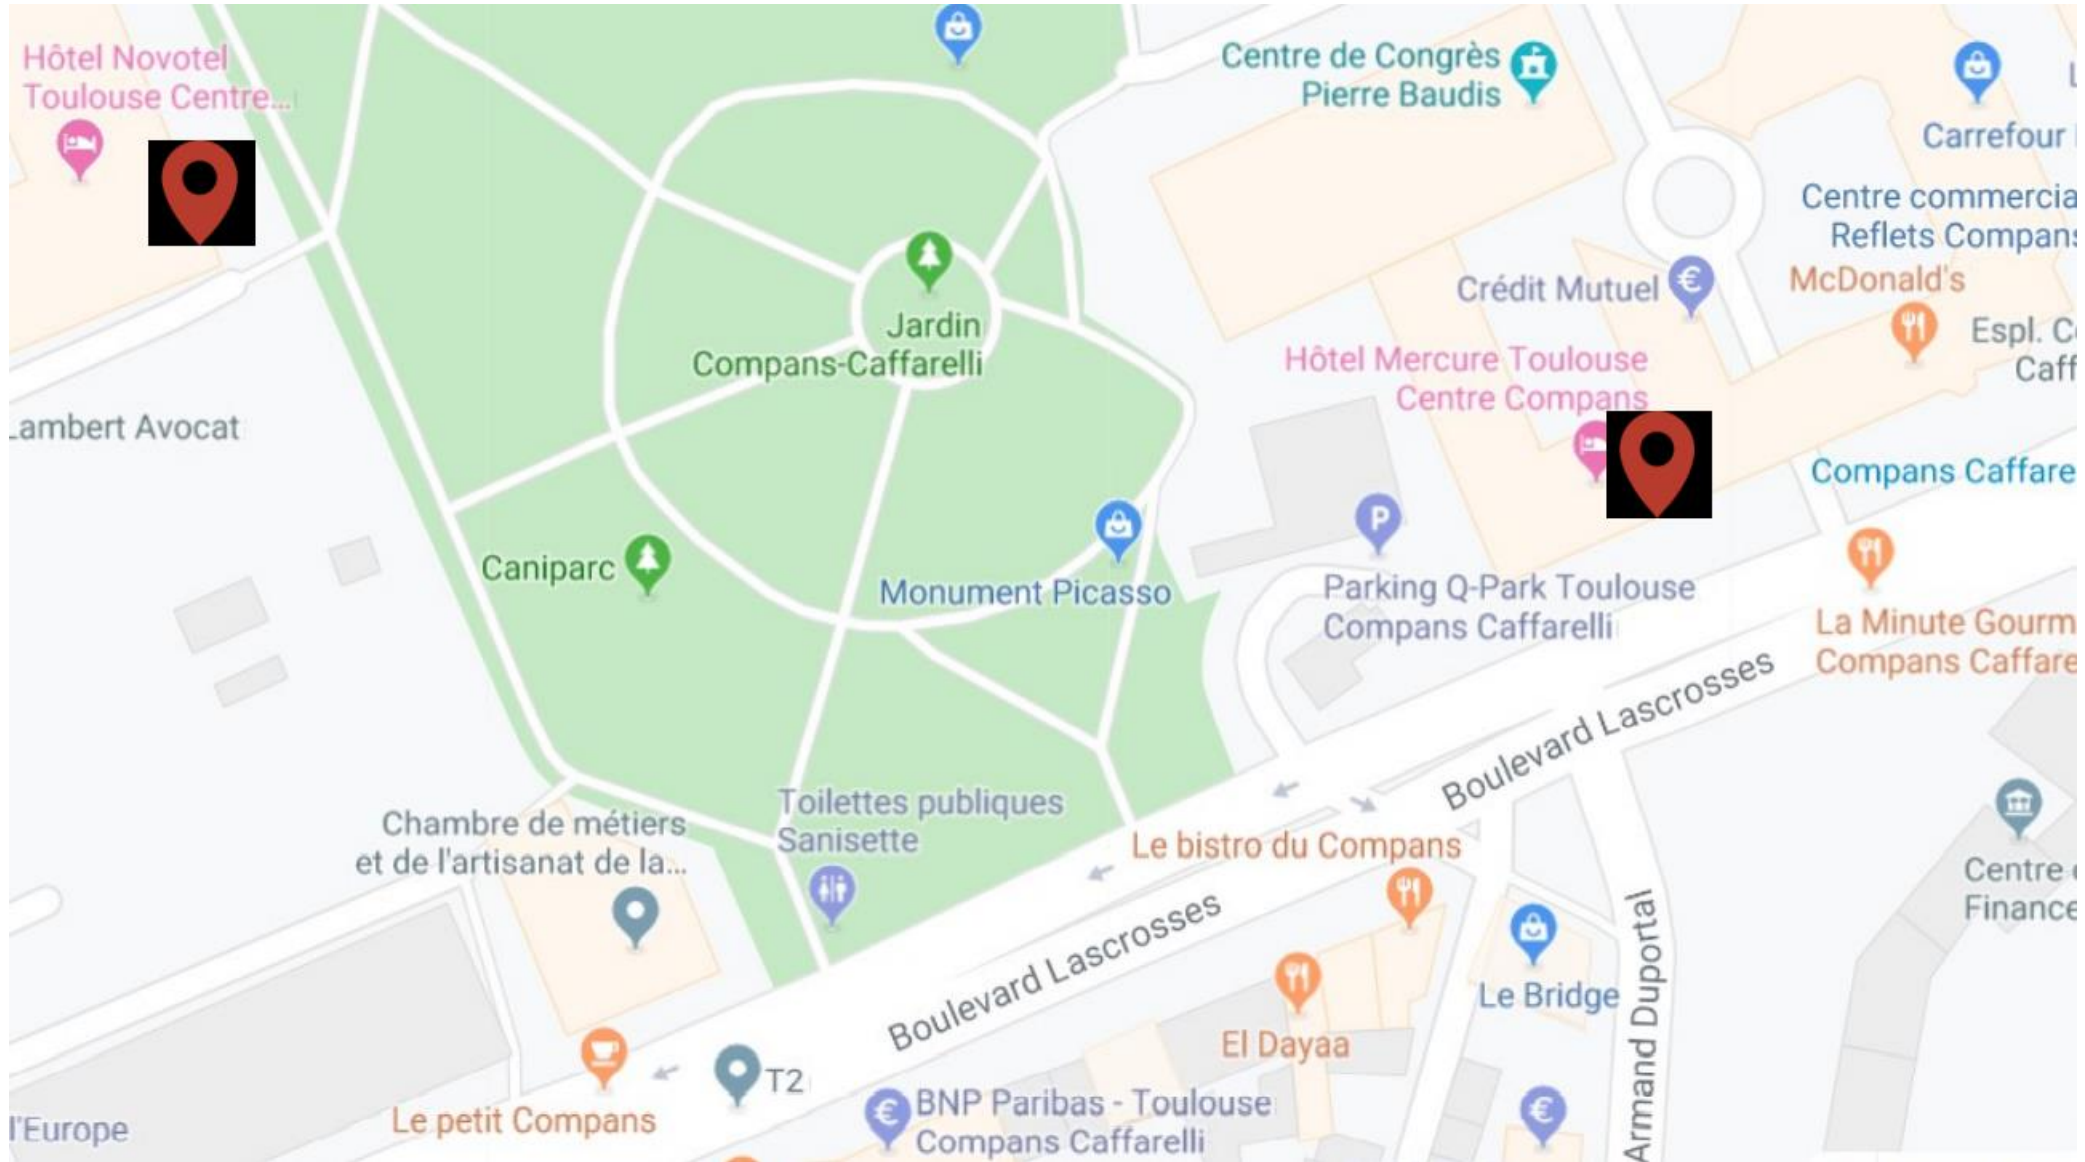 Hôtel Novotel
Toulouse Centre...
Centre de Congrès
Pierre Baudis
Carrefour
Centre commercia
Reflets Compans
McDonald's
Crédit Mutuel
Espl. C
Caff
Jardin
Compans-Caffarelli
Hôtel Mercure Toulouse
Centre Compans
Lambert Avocat
Compans Caffare
P
Caniparc
Monument Picasso
Parking Q-Park Toulouse
Compans Caffarelli
La Minute Gourm
Compans Caffare
Boulevard Lascrosses
Toilettes publiques
Sanisette
Chambre de métiers
et de l'artisanat de la...
Le bistro du Compans
Centre
Finance
Boulevard Lascrosses
Armand Duportal
Le Bridge
El Dayaa
T2
Le petit Compans
BNP Paribas - Toulouse
Compans Caffarelli
l'Europe